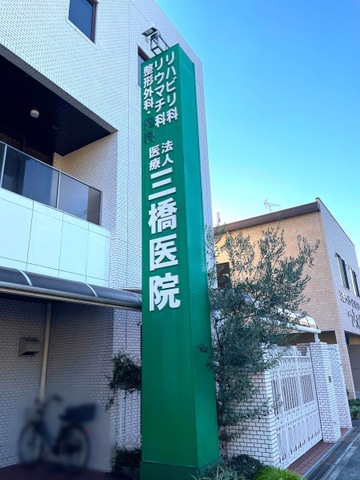 リハビリ科
リウマチ科
整形外科・
医療
法人
三橋医院